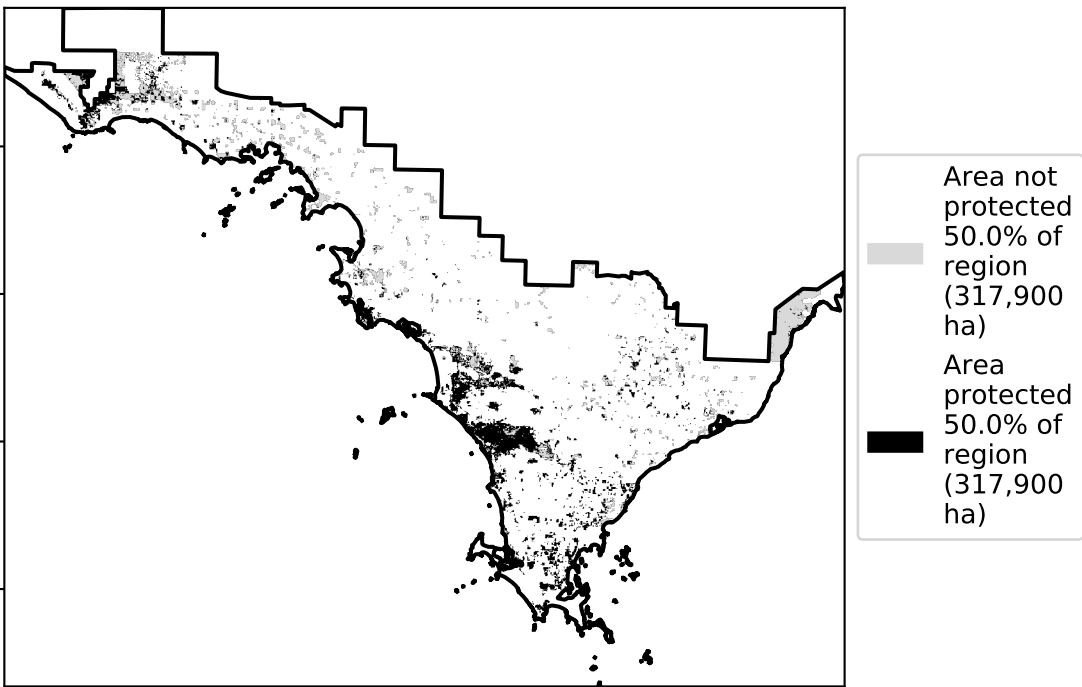 Area not
protected
50.0% of
region
(317,900
ha)
Area
protected
50.0% of
region
(317,900
ha)